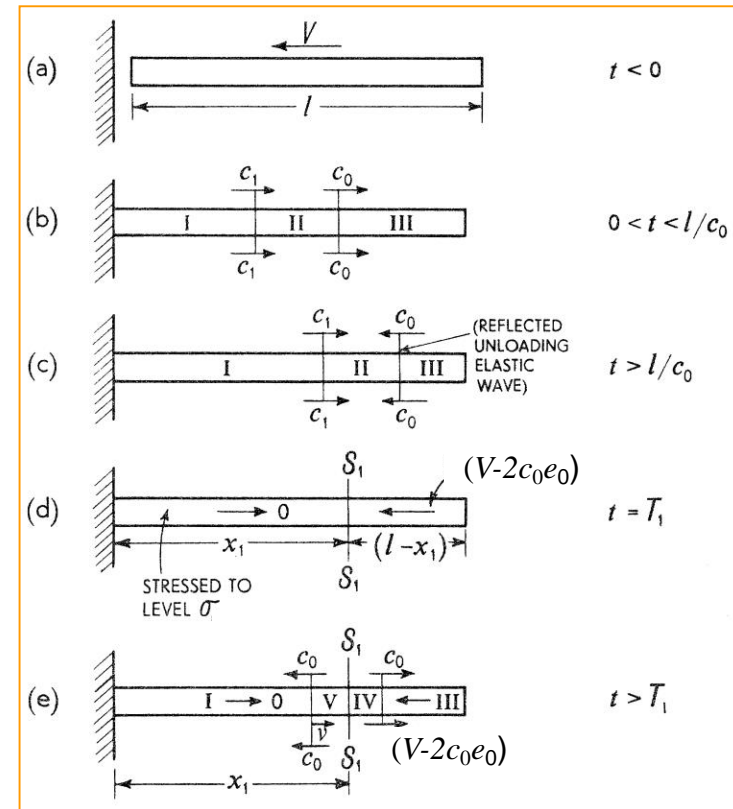 (a) V t < 0
l
(b) c₁ c₀
I II III 0 < t < l/c₀
c₁ c₀
(c) c₁ c₀ (REFLECTED
UNLOADING
ELASTIC
WAVE)
I II III t > l/c₀
c₁ c₀
(d) S₁ (V-2c₀e₀)
0 t = T₁
x₁ (l-x₁)
STRESSED TO
LEVEL σ
S₁
(e) S₁
c₀ c₀
I 0 V IV III t > T₁
v
c₀ S₁ (V-2c₀e₀)
x₁